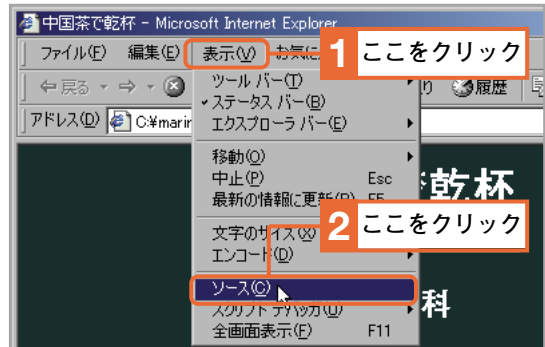 中国茶で乾杯 - Microsoft Internet Explorer
ファイル(F) 編集(E) 表示(V) お気に
1 ここをクリック
戻る 履歴
アドレス(D) C:¥marin
ツール バー(T)
ステータス バー(B)
エクスプローラ バー(E)
移動(O)
中止(P) Esc
最新の情報に更新(R) F5
文字のサイズ(X)
2 ここをクリック
エンコード(D)
ソース(C)
スクリプト デバッガ(U)
全画面表示(F) F11
乾杯
科